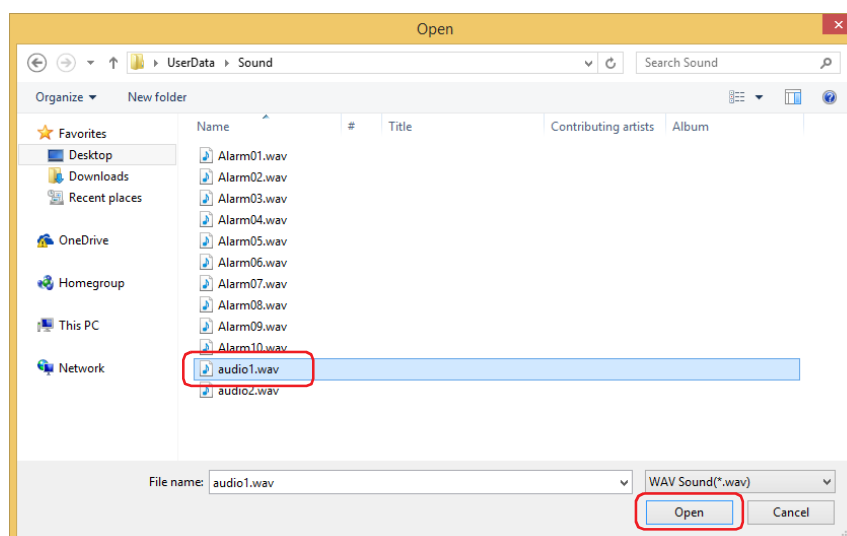 Open
UserData Sound Search Sound
Organize New folder
Name # Title Contributing artists Album
Favorites
Desktop
Downloads
Recent places
OneDrive
Homegroup
This PC
Network
Alarm01.wav
Alarm02.wav
Alarm03.wav
Alarm04.wav
Alarm05.wav
Alarm06.wav
Alarm07.wav
Alarm08.wav
Alarm09.wav
Alarm10.wav
audio1.wav
audio2.wav
File name: audio1.wav WAV Sound(*.wav)
Open Cancel